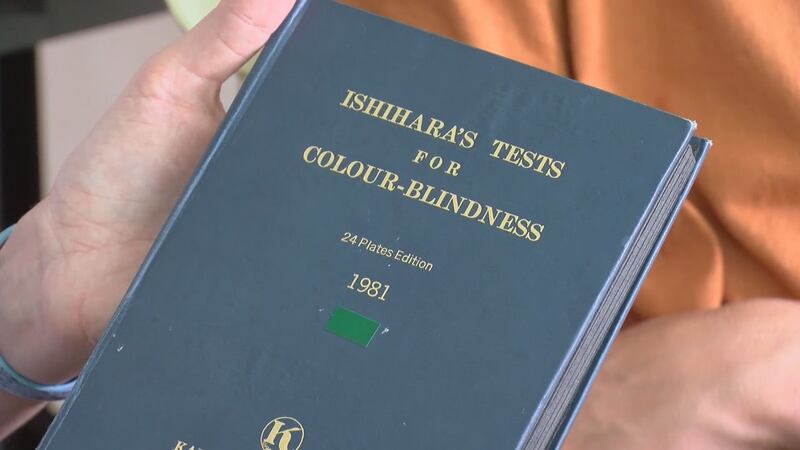 ISHIHARA'S TESTS
FOR
COLOUR-BLINDNESS
24 Plates Edition
1981
K